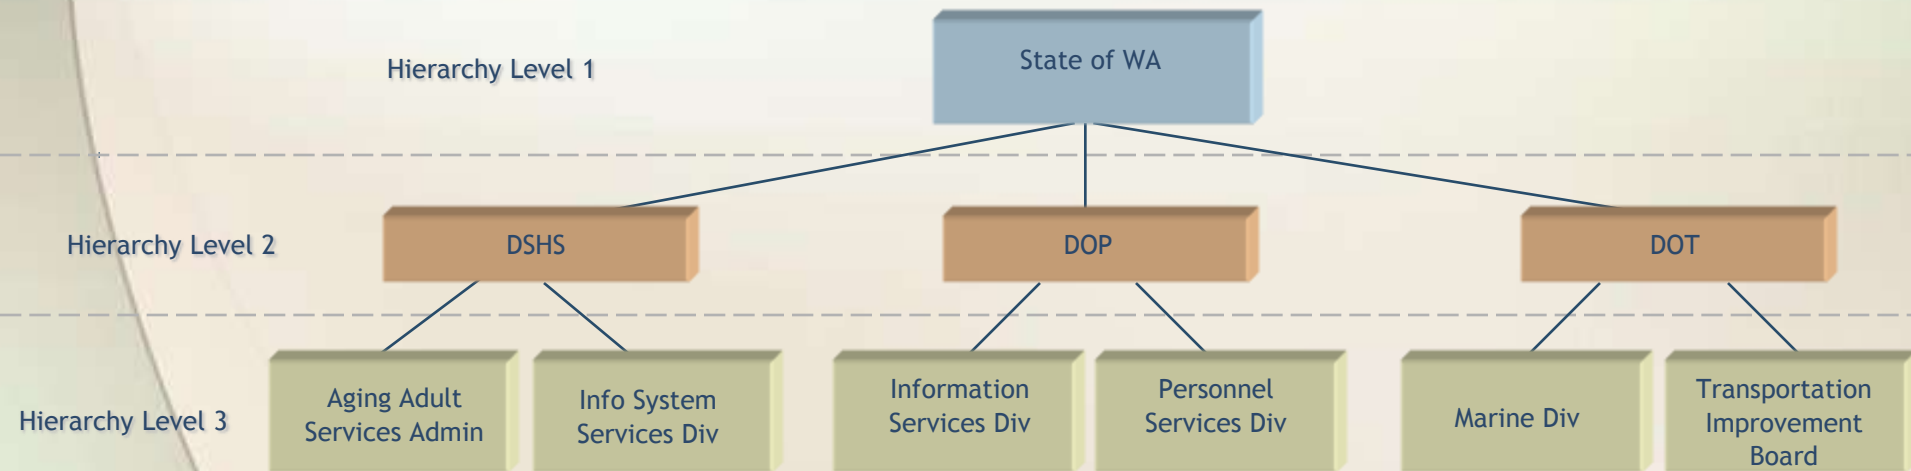 Hierarchy Level 1
State of WA
Hierarchy Level 2
DSHS
DOP
DOT
Hierarchy Level 3
Aging Adult
Services Admin
Info System
Services Div
Information
Services Div
Personnel
Services Div
Marine Div
Transportation
Improvement
Board